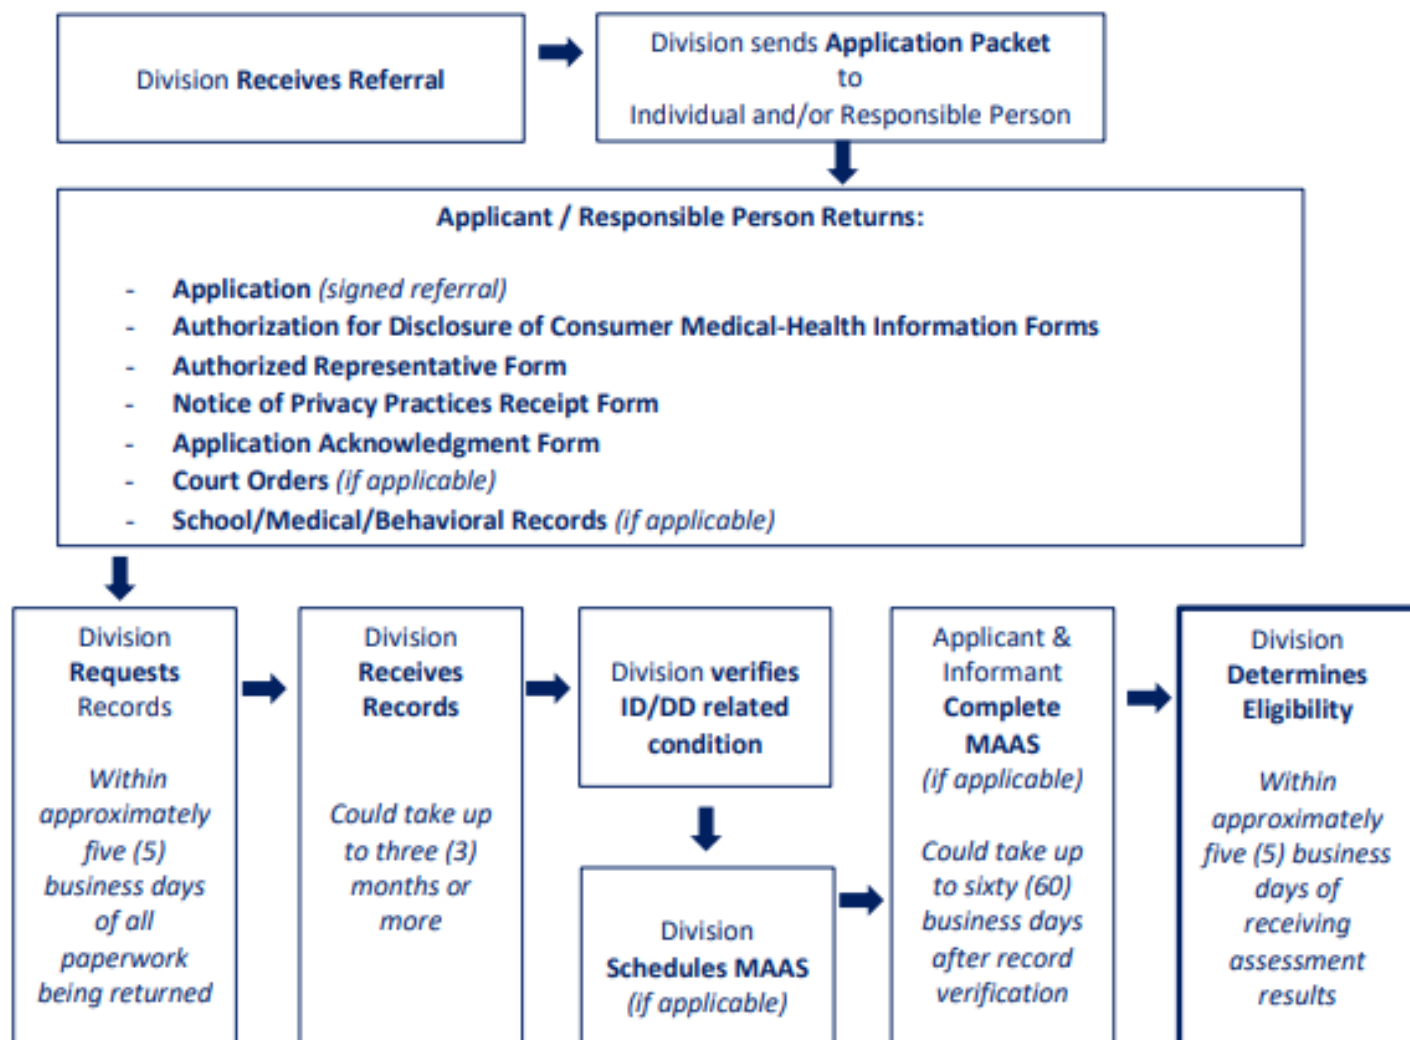 Division Receives Referral
Division sends Application Packet
to
Individual and/or Responsible Person
Applicant / Responsible Person Returns:
- Application (signed referral)
- Authorization for Disclosure of Consumer Medical-Health Information Forms
- Authorized Representative Form
- Notice of Privacy Practices Receipt Form
- Application Acknowledgment Form
- Court Orders (if applicable)
- School/Medical/Behavioral Records (if applicable)
Division
Requests
Records
Within
approximately
five (5)
business days
of all
paperwork
being returned
Division
Receives
Records
Could take up
to three (3)
months or
more
Division verifies
ID/DD related
condition
Division
Schedules MAAS
(if applicable)
Applicant &
Informant
Complete
MAAS
(if applicable)
Could take up
to sixty (60)
business days
after record
verification
Division
Determines
Eligibility
Within
approximately
five (5) business
days of
receiving
assessment
results